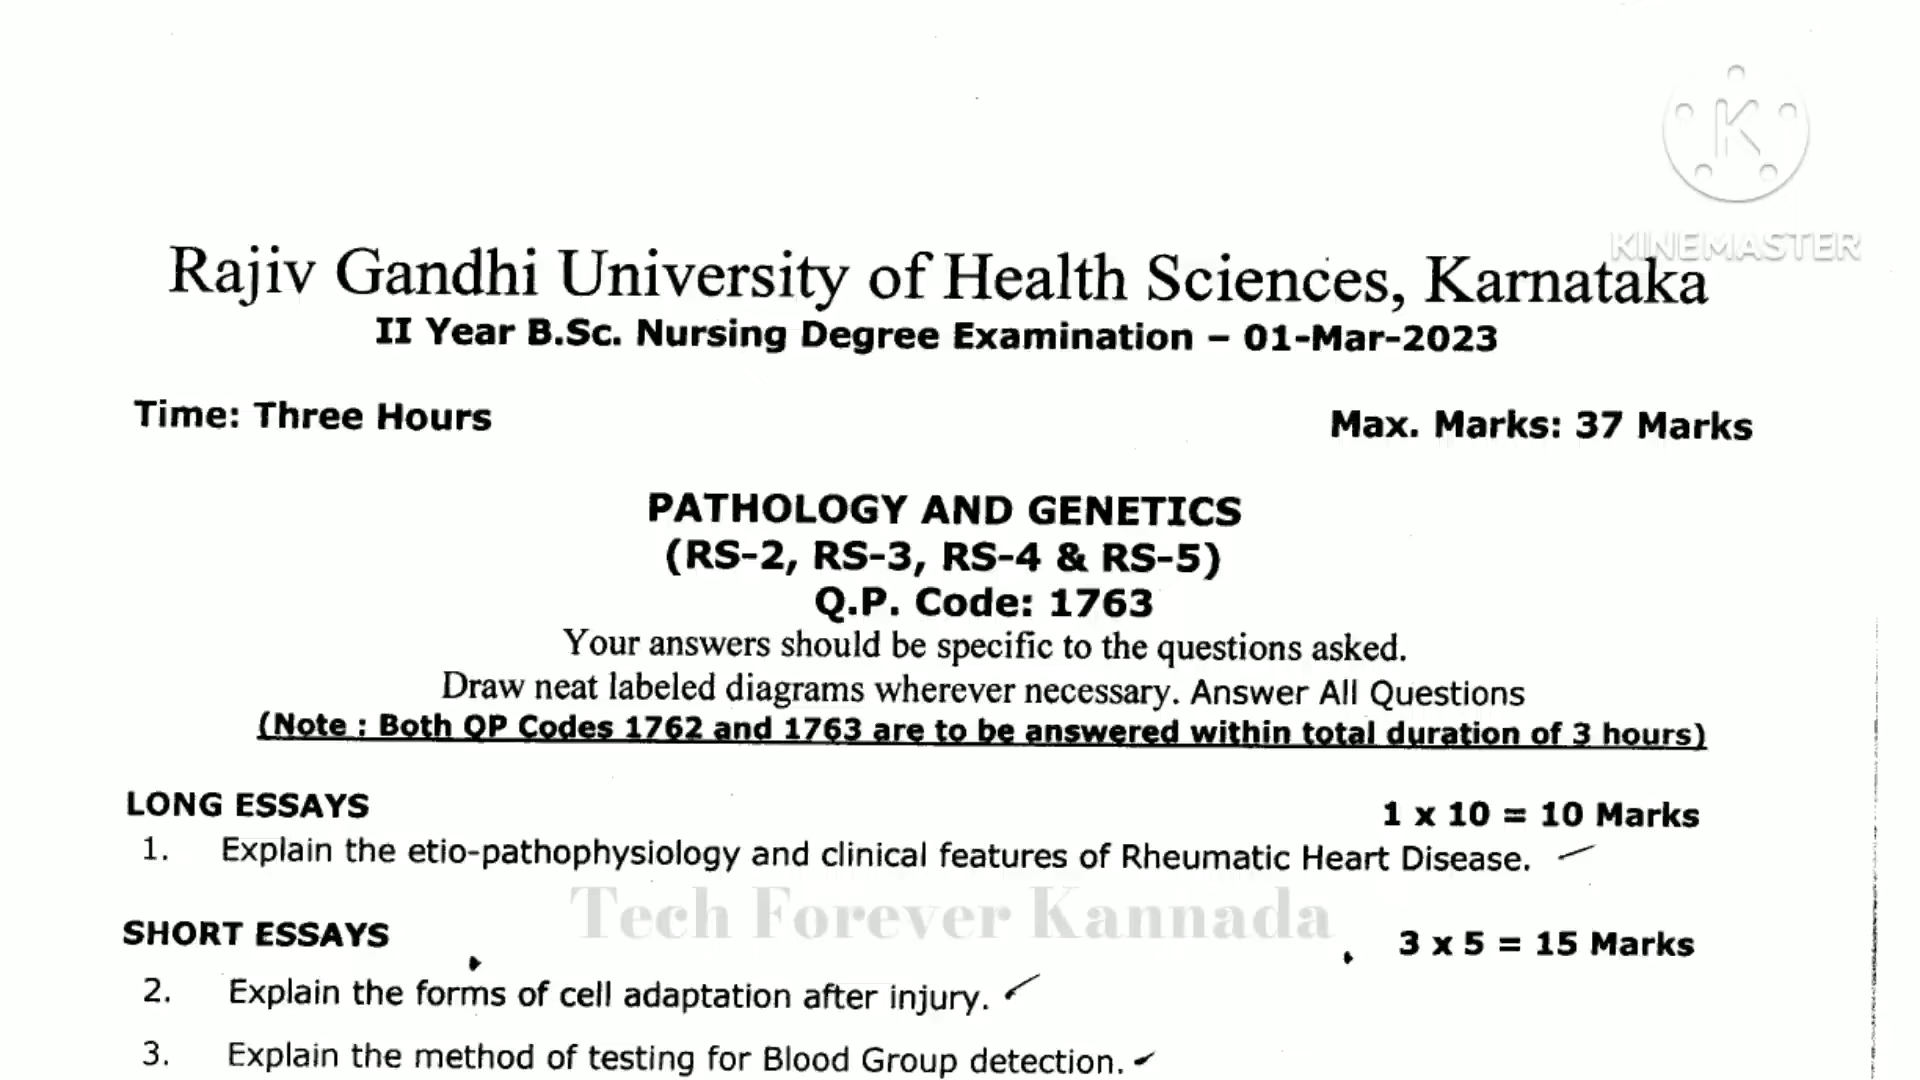 K
KINEMASTER
Rajiv Gandhi University of Health Sciences, Karnataka
II Year B.Sc. Nursing Degree Examination – 01-Mar-2023
Time: Three Hours Max. Marks: 37 Marks
PATHOLOGY AND GENETICS
(RS-2, RS-3, RS-4 & RS-5)
Q.P. Code: 1763
Your answers should be specific to the questions asked.
Draw neat labeled diagrams wherever necessary. Answer All Questions
(Note : Both QP Codes 1762 and 1763 are to be answered within total duration of 3 hours)
LONG ESSAYS 1 x 10 = 10 Marks
1. Explain the etio-pathophysiology and clinical features of Rheumatic Heart Disease.
Tech Forever Kannada
SHORT ESSAYS 3 x 5 = 15 Marks
2. Explain the forms of cell adaptation after injury.
3. Explain the method of testing for Blood Group detection.